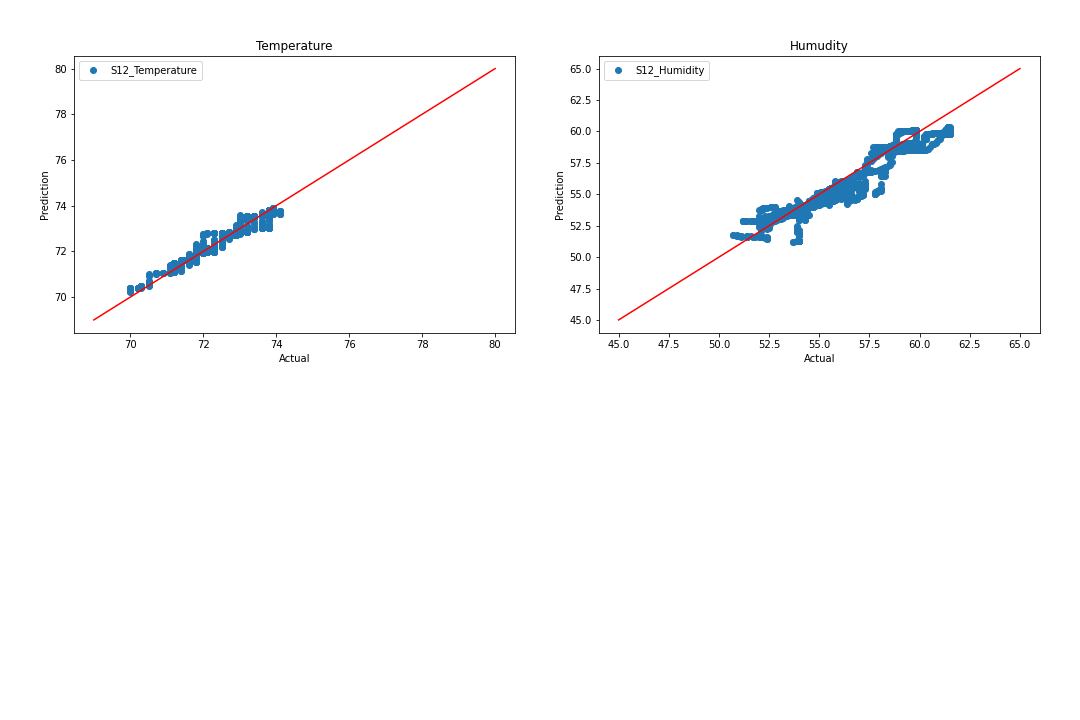 Temperature
S12_Temperature
80
78
76
74
72
70
Prediction
70 72 74 76 78 80
Actual
Humudity
S12_Humidity
65.0
62.5
60.0
57.5
55.0
52.5
50.0
47.5
45.0
Prediction
45.0 47.5 50.0 52.5 55.0 57.5 60.0 62.5 65.0
Actual